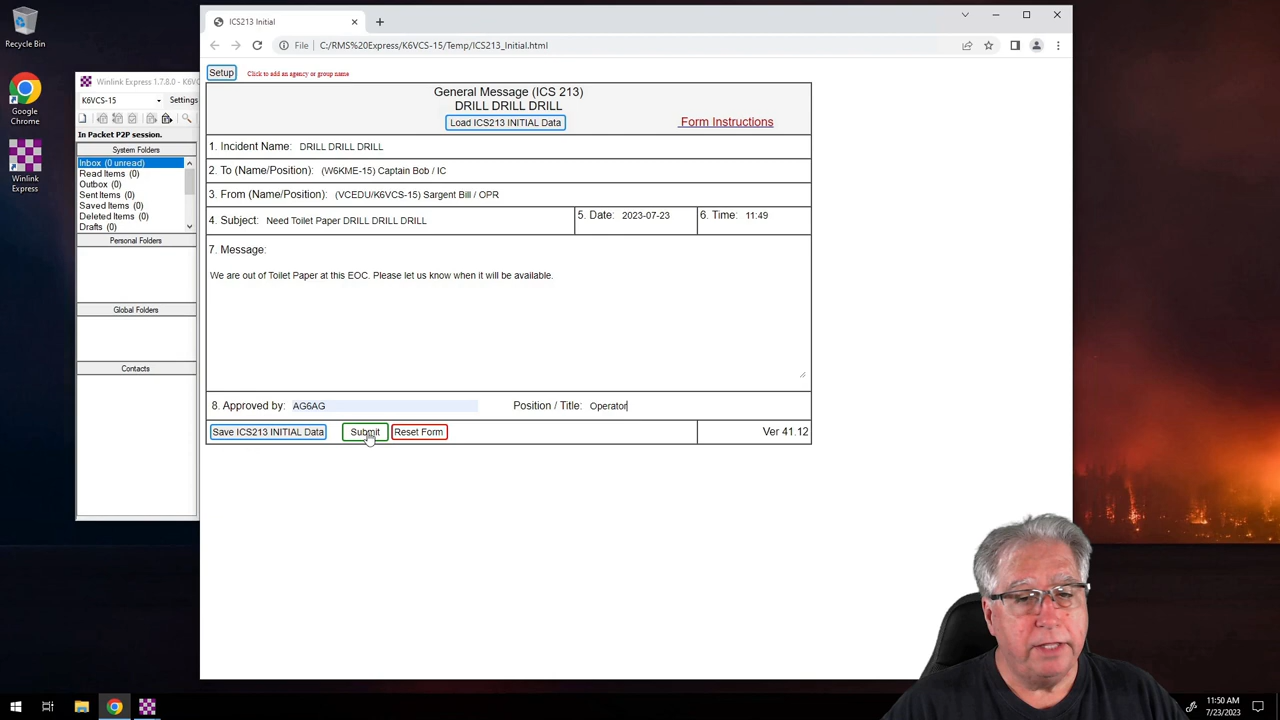 Recycle Bin
Google Chrome
Winlink Express
Winlink Express 1.7.8.0 - K6V
K6VCS-15
Settings
In Packet P2P session.
System Folders
Inbox (0 unread)
Read Items (0)
Outbox (0)
Sent Items (0)
Saved Items (0)
Deleted Items (0)
Drafts (0)
Personal Folders
Global Folders
Contacts
ICS213 Initial
File
C:/RMS%20Express/K6VCS-15/Temp/ICS213_Initial.html
Setup
Click to add an agency or group name
General Message (ICS 213)
DRILL DRILL DRILL
Load ICS213 INITIAL Data
Form Instructions
1. Incident Name: DRILL DRILL DRILL
2. To (Name/Position): (W6KME-15) Captain Bob / IC
3. From (Name/Position): (VCEDU/K6VCS-15) Sargent Bill / OPR
4. Subject: Need Toilet Paper DRILL DRILL DRILL
5. Date: 2023-07-23
6. Time: 11:49
7. Message:
We are out of Toilet Paper at this EOC. Please let us know when it will be available.
8. Approved by: AG6AG
Position / Title: Operator
Save ICS213 INITIAL Data
Submit
Reset Form
Ver 41.12
11:50 AM
7/23/2023